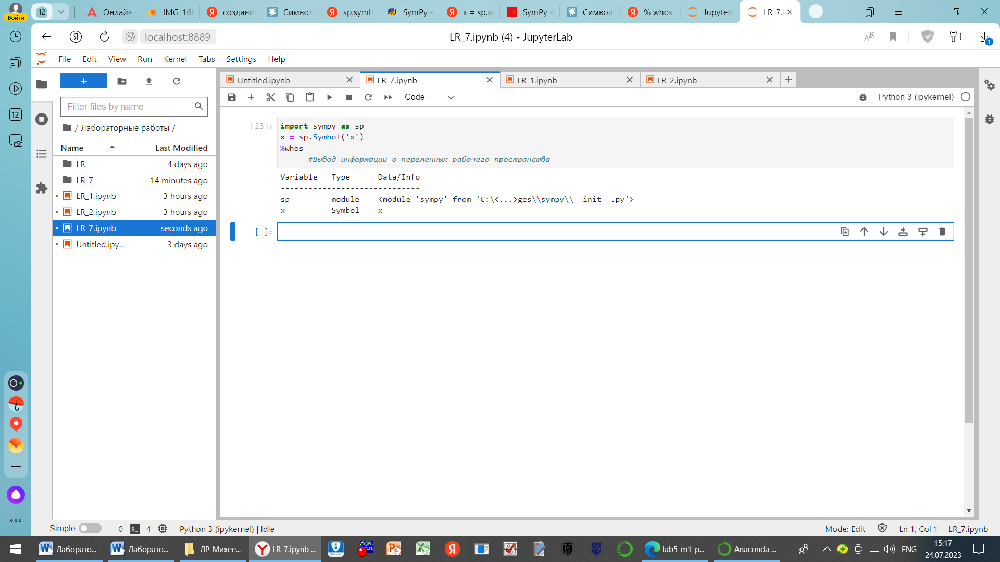 Войти
12
Онлайн
IMG_168
создани
Символ
sp.symb
SymPy в
x = sp.sy
SymPy в
Символ
% whos
JupyterL
LR_7.i
localhost:8889
LR_7.ipynb (4) - JupyterLab
1
File Edit View Run Kernel Tabs Settings Help
Untitled.ipynb
LR_7.ipynb
LR_1.ipynb
LR_2.ipynb
Code
Python 3 (ipykernel)
12
Filter files by name
/ Лабораторные работы /
Name Last Modified
LR 4 days ago
LR_7 14 minutes ago
LR_1.ipynb 3 hours ago
LR_2.ipynb 3 hours ago
LR_7.ipynb seconds ago
Untitled.ipy... 3 days ago
[23]: import sympy as sp
x = sp.Symbol('x')
%whos
#Вывод информации о переменных рабочего пространства
Variable Type Data/Info
------------------------------
sp module <module 'sympy' from 'C:\<...>ges\\sympy\\__init__.py'>
x Symbol x
[ ]:
Simple 0 $_ 4 Python 3 (ipykernel) | Idle
Mode: Edit Ln 1, Col 1 LR_7.ipynb
Лаборато...
Лаборато...
ЛР_Михее...
LR_7.ipynb ...
lab5_m1_p...
Anaconda ...
ENG
15:17
24.07.2023